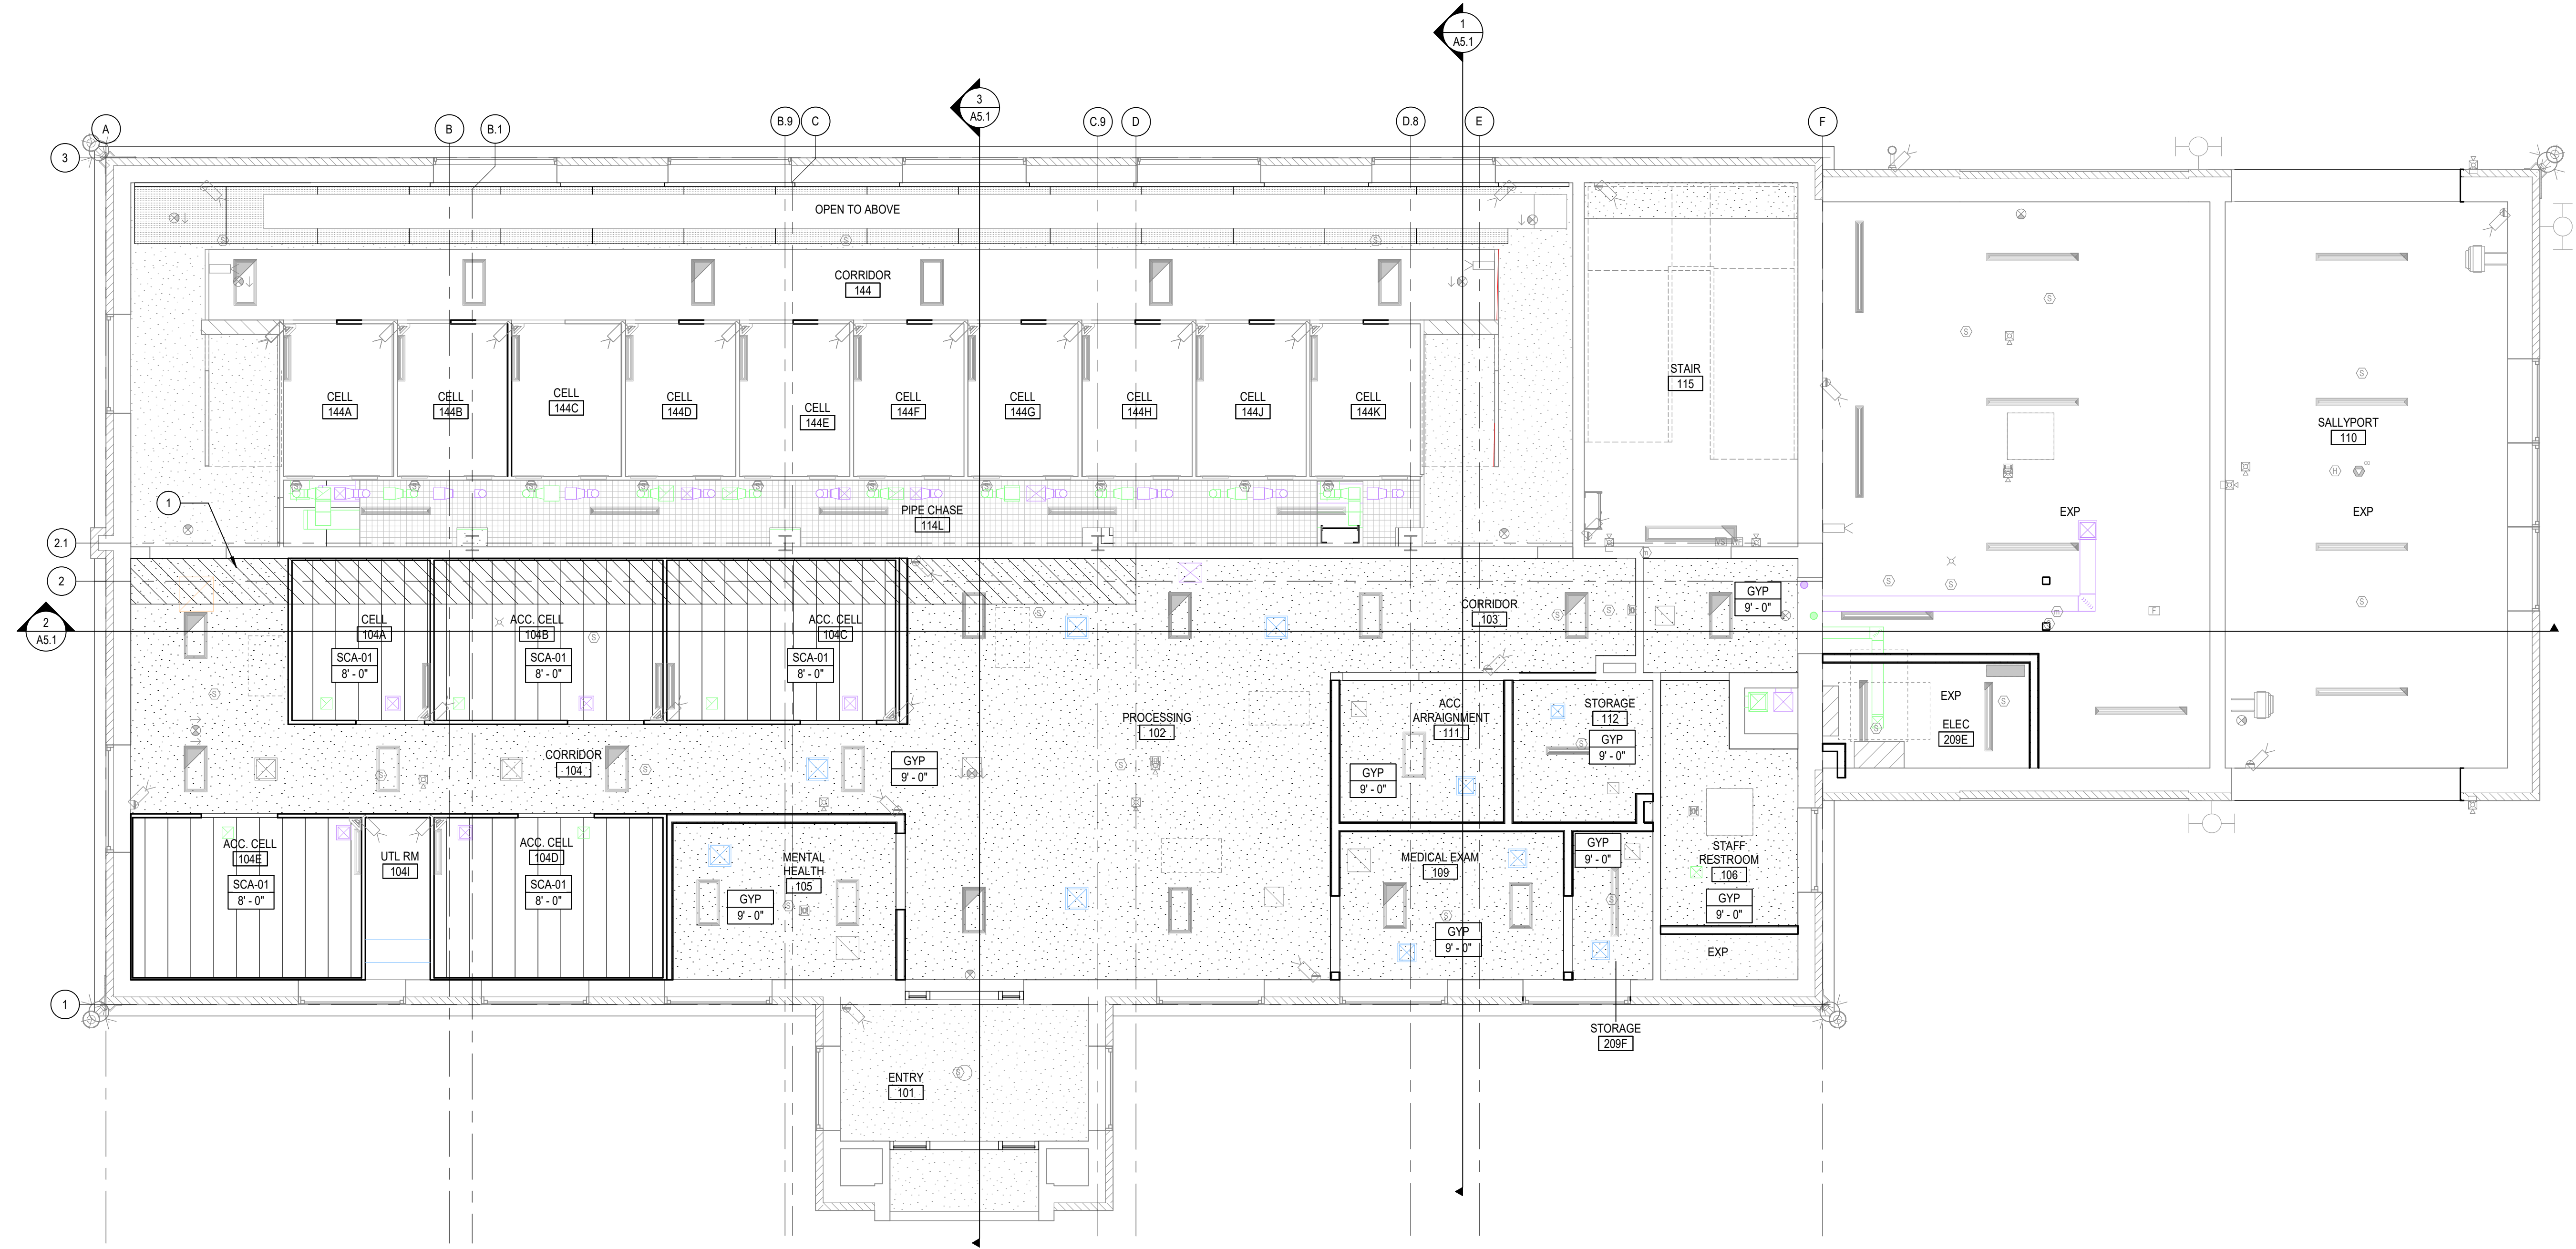 1
A5.1
3
A5.1
A
B
B.1
B.9
C
C.9
D
D.8
E
F
3
OPEN TO ABOVE
CORRIDOR
144
CELL
144A
CELL
144B
CELL
144C
CELL
144D
CELL
144E
CELL
144F
CELL
144G
CELL
144H
CELL
144J
CELL
144K
STAIR
115
SALLYPORT
110
EXP
EXP
1
PIPE CHASE
114L
2.1
2
2
A5.1
CELL
104A
SCA-01
8' - 0"
ACC. CELL
104B
SCA-01
8' - 0"
ACC. CELL
104C
SCA-01
8' - 0"
CORRIDOR
103
GYP
9' - 0"
PROCESSING
102
ACC.
ARRAIGNMENT
111
GYP
9' - 0"
STORAGE
112
GYP
9' - 0"
EXP
ELEC
209E
CORRIDOR
104
GYP
9' - 0"
ACC. CELL
104E
SCA-01
8' - 0"
UTL RM
104I
ACC. CELL
104D
SCA-01
8' - 0"
MENTAL
HEALTH
105
GYP
9' - 0"
MEDICAL EXAM
109
GYP
9' - 0"
GYP
9' - 0"
STAFF
RESTROOM
106
GYP
9' - 0"
EXP
1
STORAGE
209F
ENTRY
101